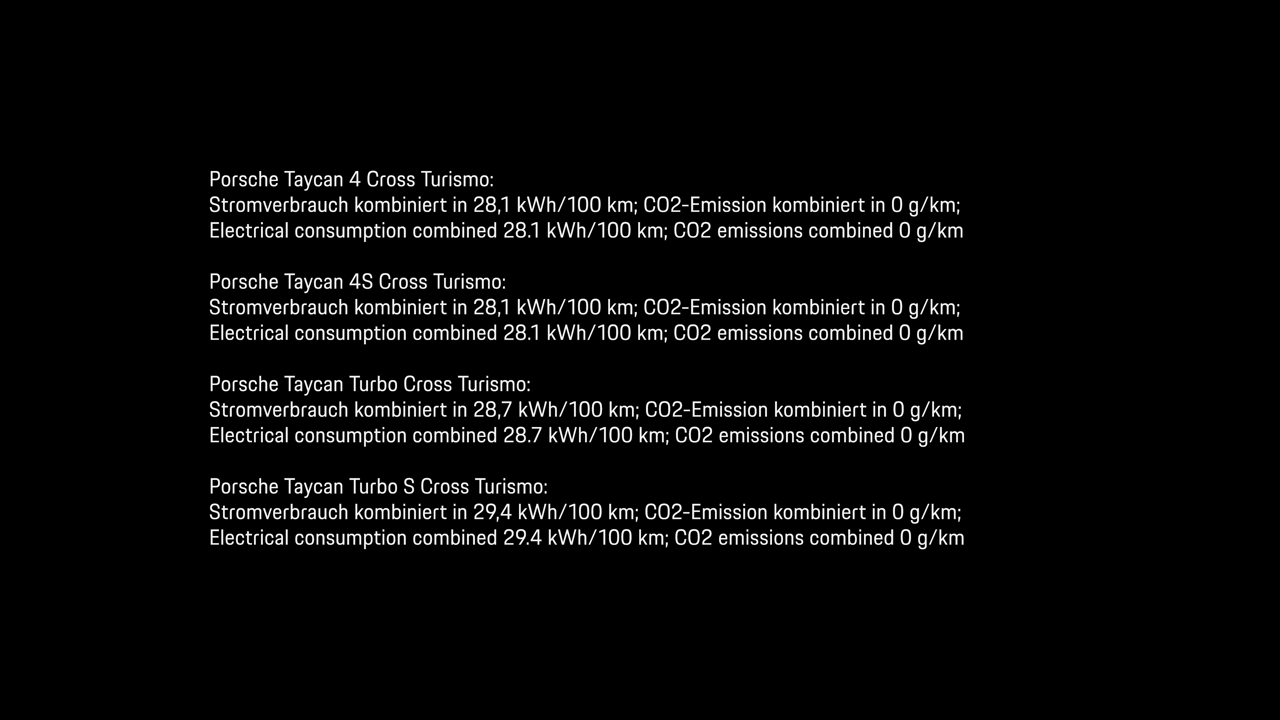 Porsche Taycan 4 Cross Turismo:
Stromverbrauch kombiniert in 28,1 kWh/100 km; CO2-Emission kombiniert in 0 g/km;
Electrical consumption combined 28.1 kWh/100 km; CO2 emissions combined 0 g/km
Porsche Taycan 4S Cross Turismo:
Stromverbrauch kombiniert in 28,1 kWh/100 km; CO2-Emission kombiniert in 0 g/km;
Electrical consumption combined 28.1 kWh/100 km; CO2 emissions combined 0 g/km
Porsche Taycan Turbo Cross Turismo:
Stromverbrauch kombiniert in 28,7 kWh/100 km; CO2-Emission kombiniert in 0 g/km;
Electrical consumption combined 28.7 kWh/100 km; CO2 emissions combined 0 g/km
Porsche Taycan Turbo S Cross Turismo:
Stromverbrauch kombiniert in 29,4 kWh/100 km; CO2-Emission kombiniert in 0 g/km;
Electrical consumption combined 29.4 kWh/100 km; CO2 emissions combined 0 g/km